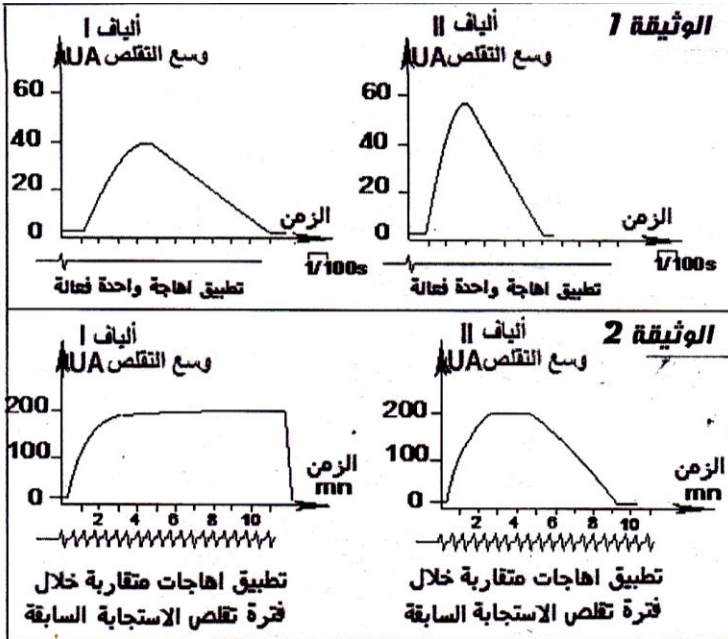 الوثيقة 1
ألياف II
وسع التقلص UA
60
40
20
0
الزمن
1/100s
تطبيق اهاجة واحدة فعالة
ألياف I
وسع التقلص UA
60
40
20
0
الزمن
1/100s
تطبيق اهاجة واحدة فعالة
الوثيقة 2
ألياف II
وسع التقلص UA
200
100
0
الزمن
mn
2 4 6 8 10
تطبيق اهاجات متقاربة خلال
فترة تقلص الاستجابة السابقة
ألياف I
وسع التقلص UA
200
100
0
الزمن
mn
2 4 6 8 10
تطبيق اهاجات متقاربة خلال
فترة تقلص الاستجابة السابقة